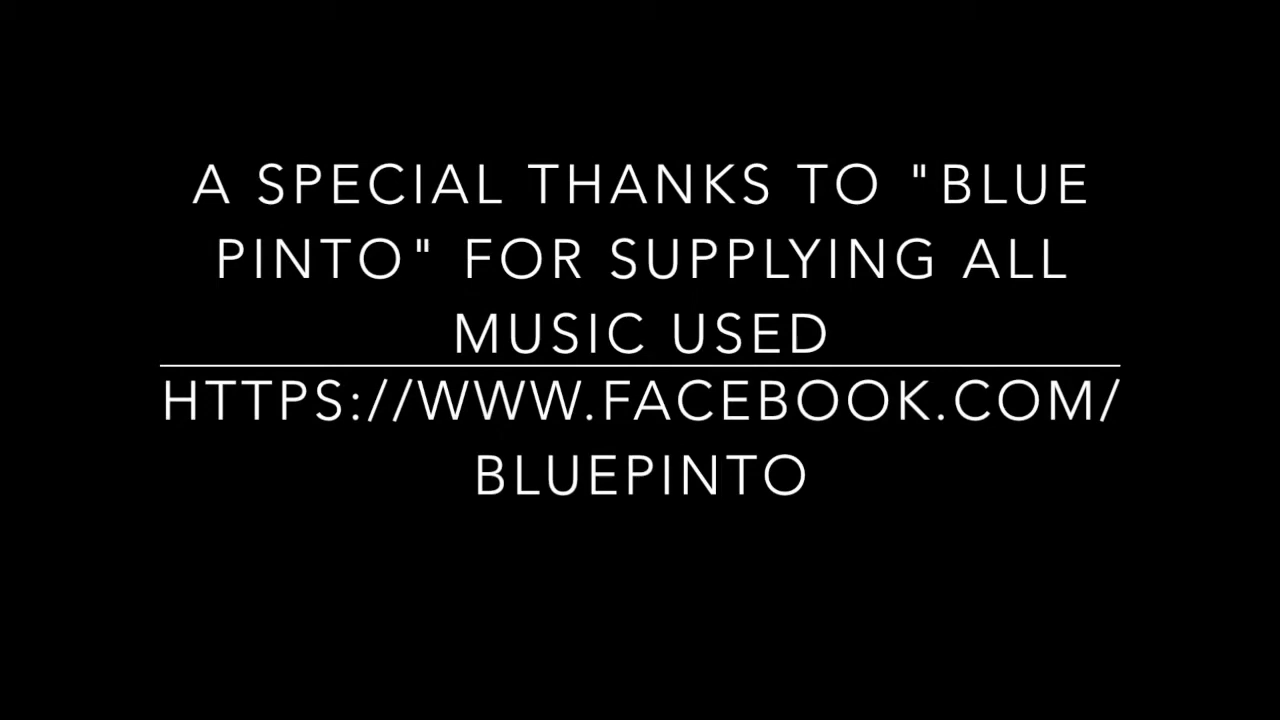 A SPECIAL THANKS TO "BLUE
PINTO" FOR SUPPLYING ALL
MUSIC USED
HTTPS://WWW.FACEBOOK.COM/
BLUEPINTO